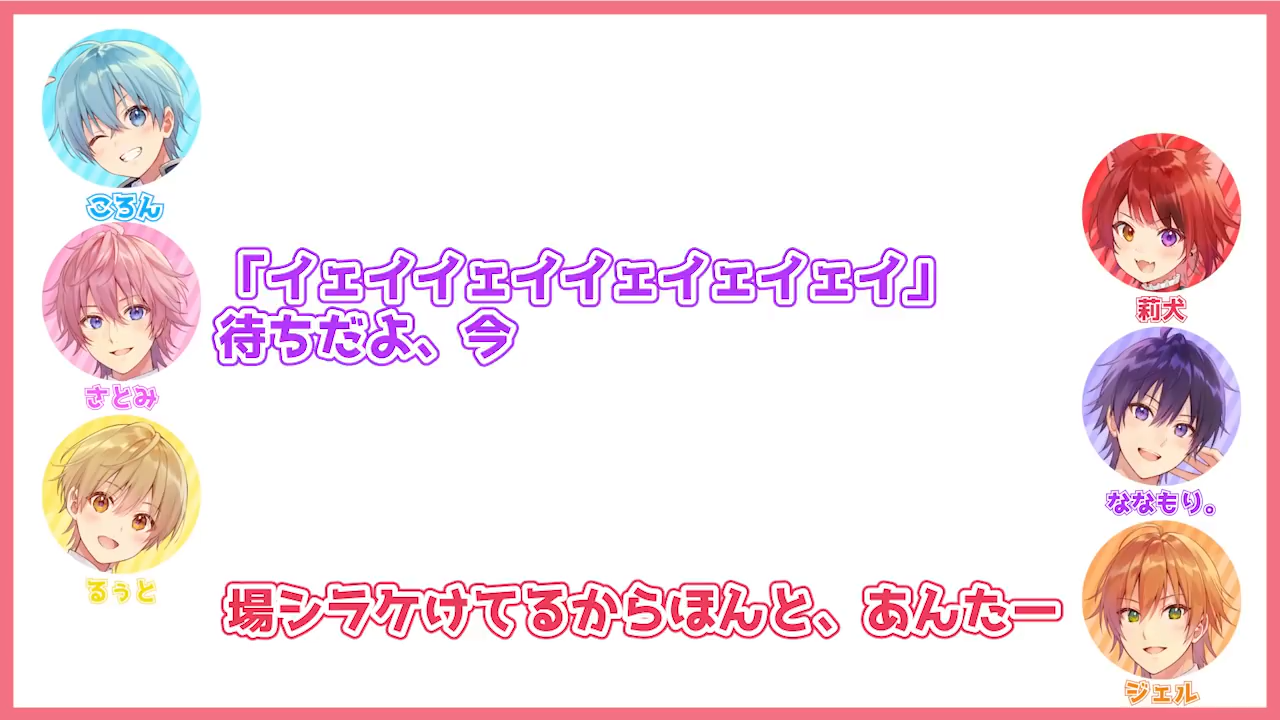 ころん
さとみ
るぅと
「イェイイェイイェイェイェイ」
待ちだよ、今
場シラケけてるからほんと、あんたー
莉犬
ななもり。
ジェル